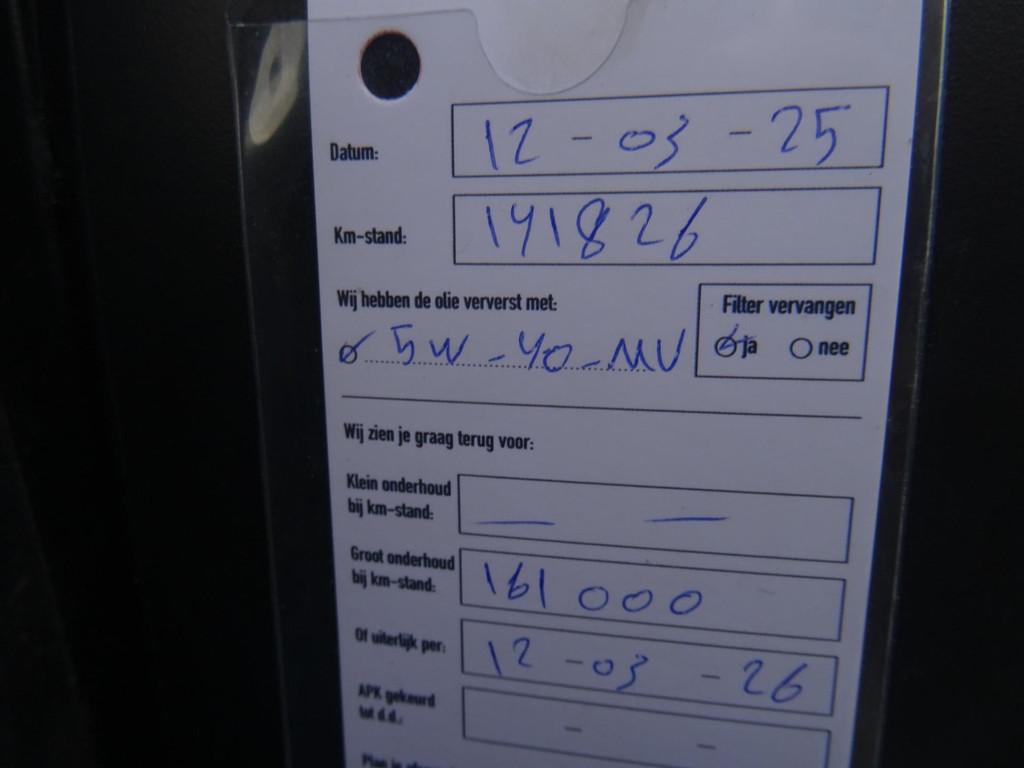 Datum: 12 - 03 - 25
Km-stand: 141826
Wij hebben de olie ververst met:
Filter vervangen
5W - 40 - MV
ja nee
Wij zien je graag terug voor:
Klein onderhoud
bij km-stand: — —
Groot onderhoud
bij km-stand: 161 000
Of uiterlijk per: 12 - 03 - 26
APK gekeurd
tot d.d.: - -